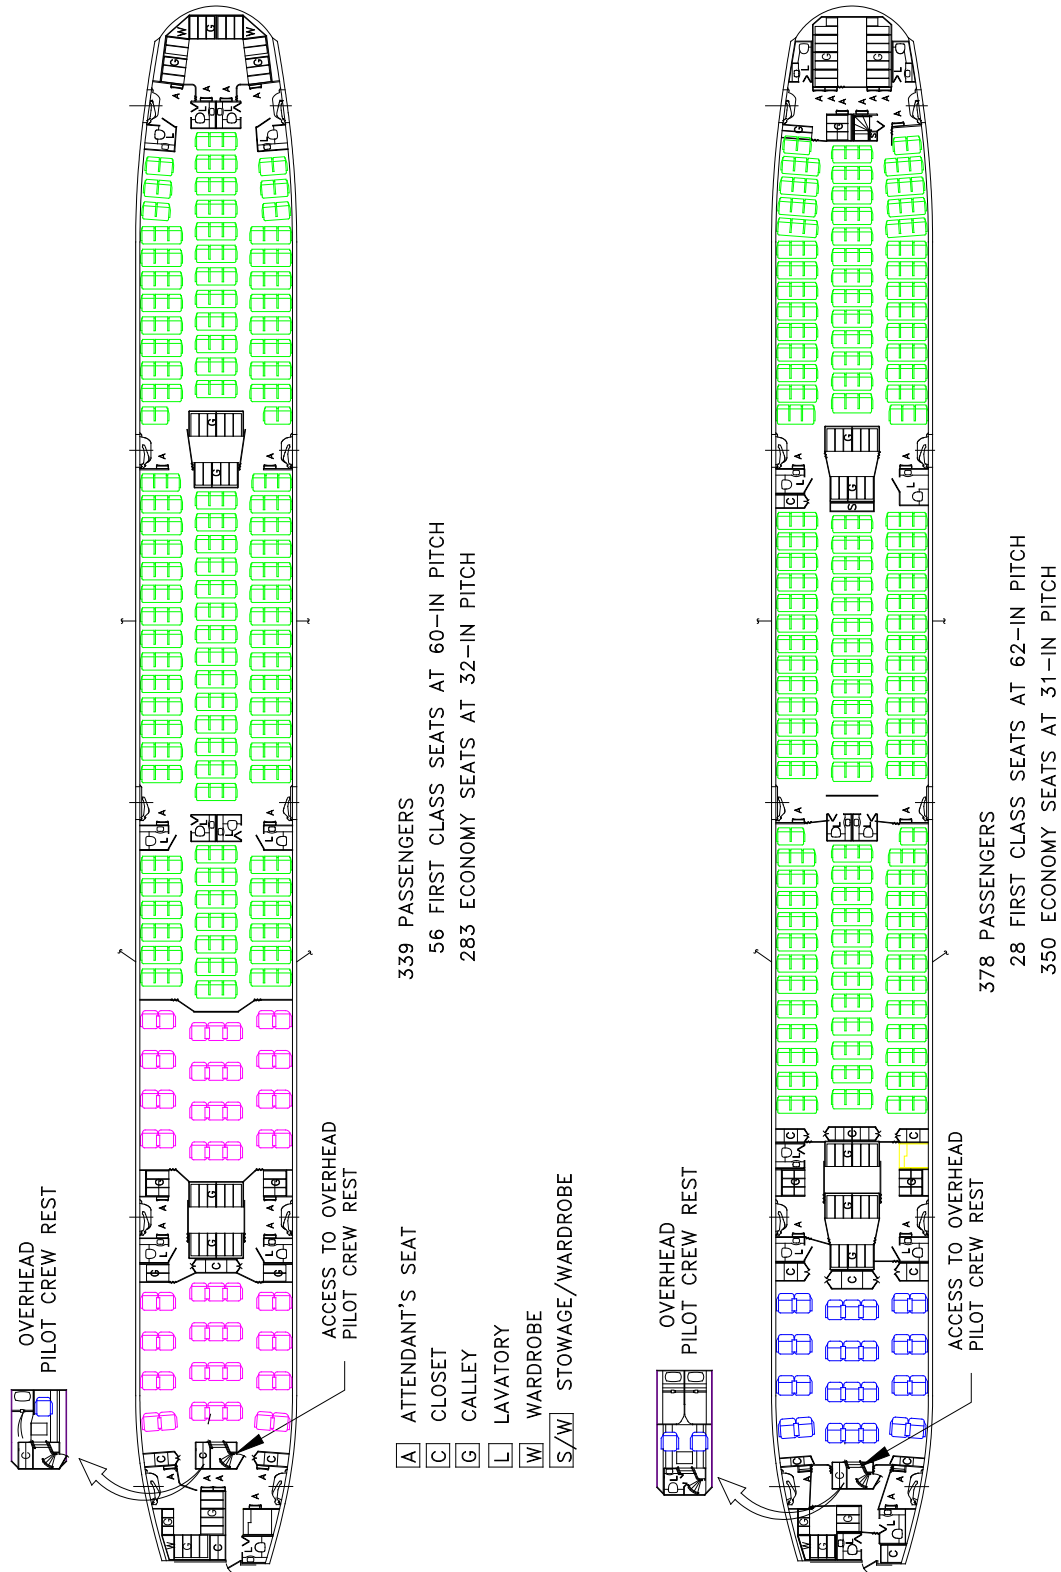 OVERHEAD
PILOT CREW REST
ACCESS TO OVERHEAD
PILOT CREW REST
339 PASSENGERS
56 FIRST CLASS SEATS AT 60-IN PITCH
283 ECONOMY SEATS AT 32-IN PITCH
A ATTENDANT'S SEAT
C CLOSET
G CALLEY
L LAVATORY
W WARDROBE
S/W STOWAGE/WARDROBE
OVERHEAD
PILOT CREW REST
ACCESS TO OVERHEAD
PILOT CREW REST
378 PASSENGERS
28 FIRST CLASS SEATS AT 62-IN PITCH
350 ECONOMY SEATS AT 31-IN PITCH